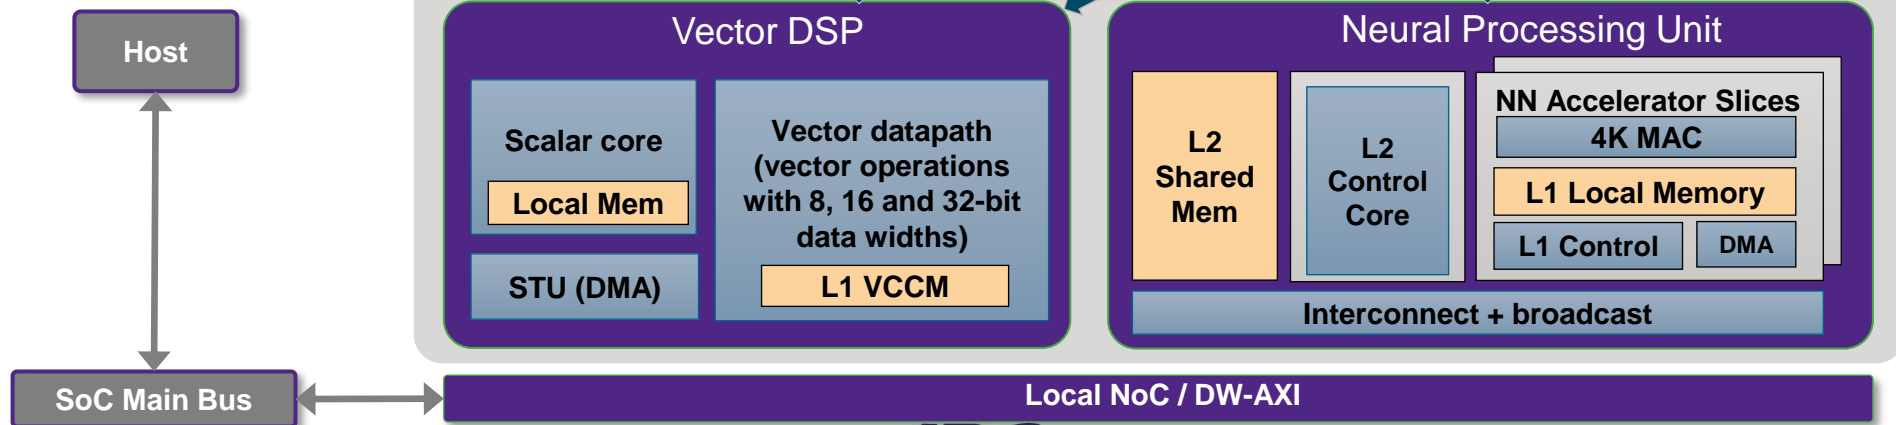 Host
SoC Main Bus
Vector DSP
Scalar core
Local Mem
STU (DMA)
Vector datapath
(vector operations
with 8, 16 and 32-bit
data widths)
L1 VCCM
Neural Processing Unit
L2
Shared
Mem
L2
Control
Core
NN Accelerator Slices
4K MAC
L1 Local Memory
L1 Control
DMA
Interconnect + broadcast
Local NoC / DW-AXI